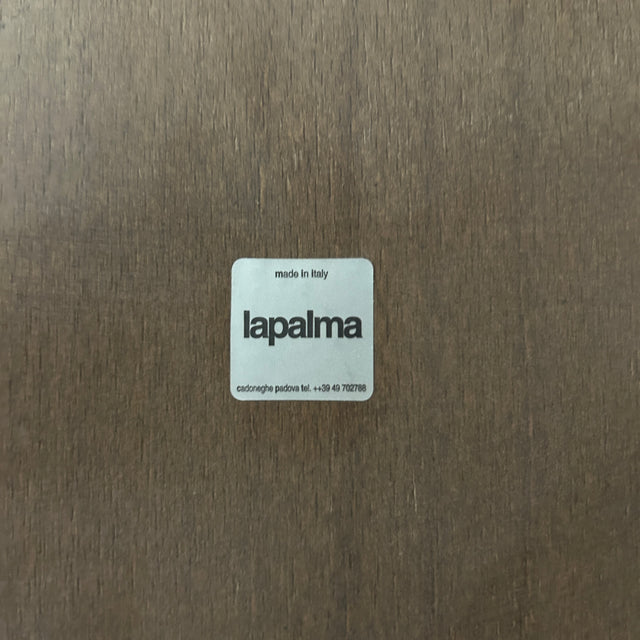 made in Italy
lapalma
cadoneghe padova tel. ++39 49 702788